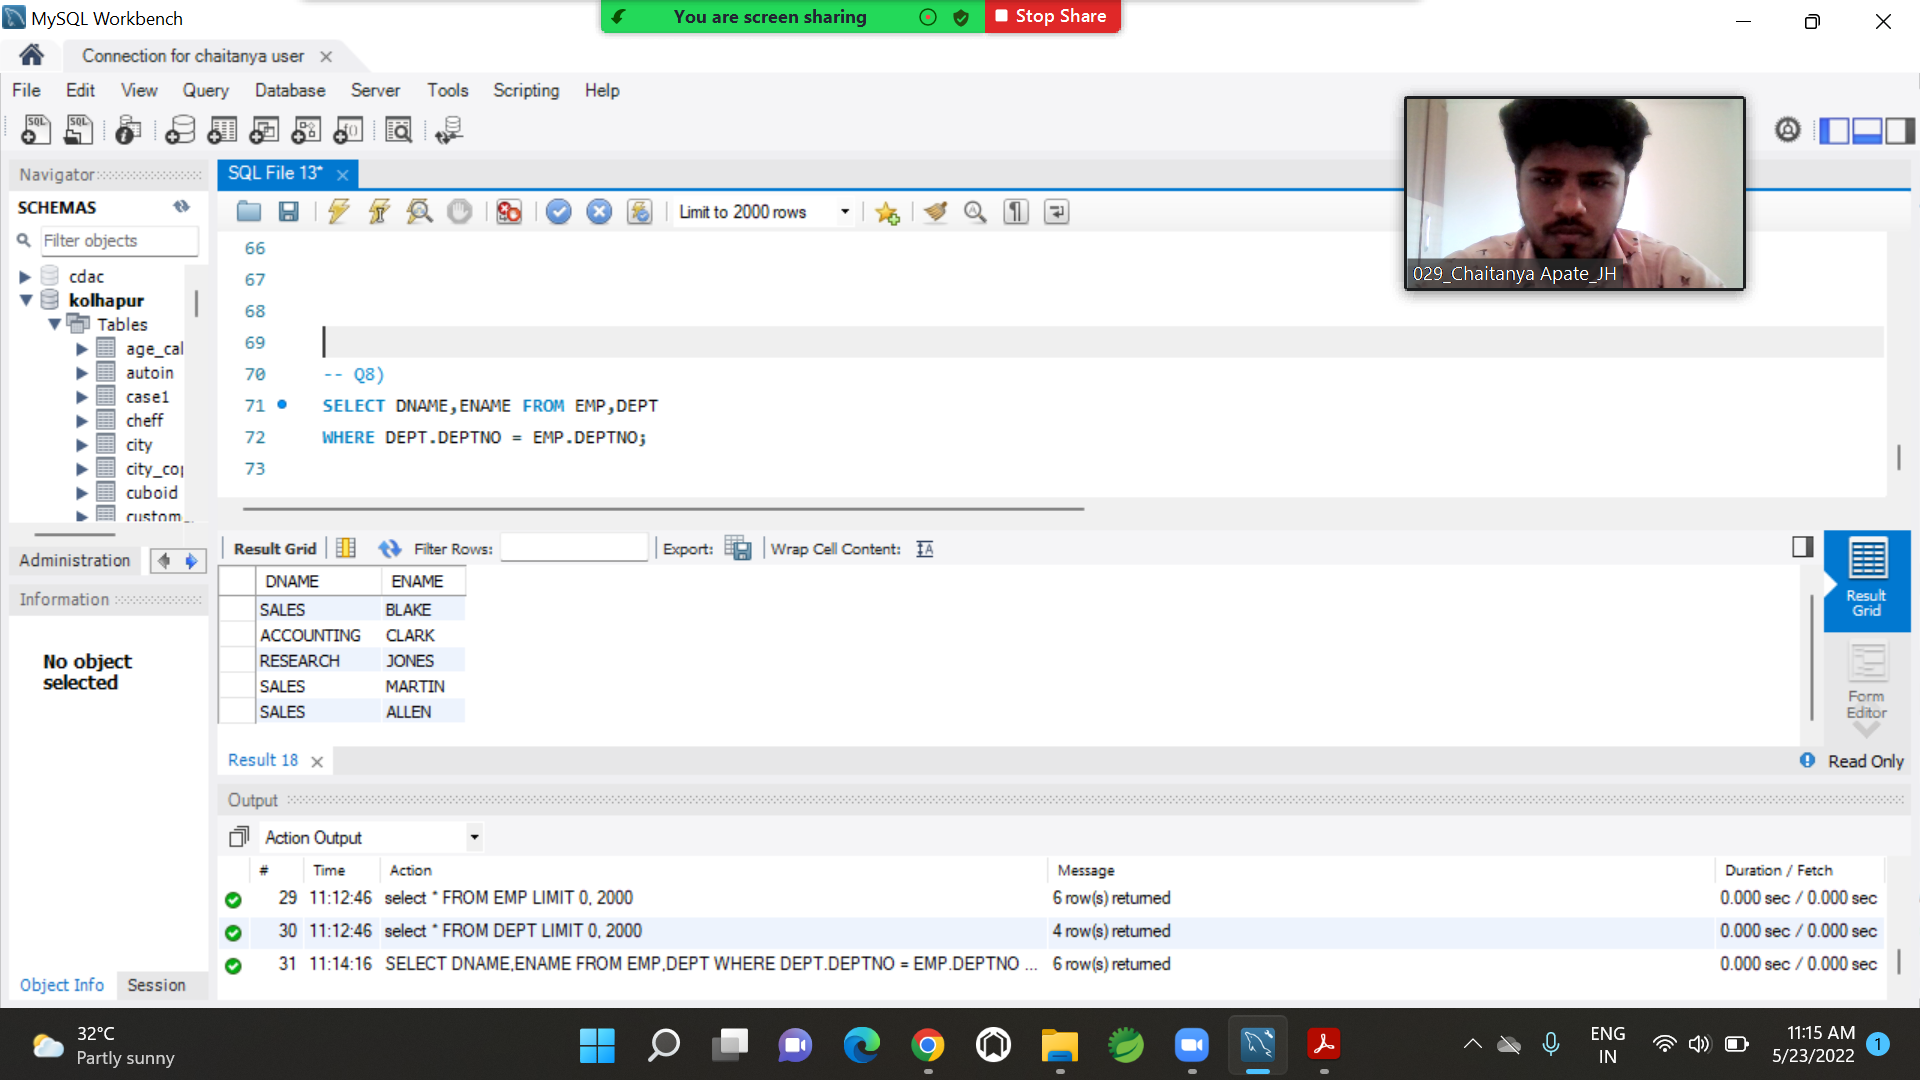 MySQL Workbench
You are screen sharing
Stop Share
Connection for chaitanya user
File Edit View Query Database Server Tools Scripting Help
SQL SQL
Navigator
SCHEMAS
Filter objects
cdac
kolhapur
Tables
age_cal
autoin
case1
cheff
city
city_co
cuboid
custom
Administration
Information
No object
selected
Object Info Session
SQL File 13*
Limit to 2000 rows
66
67
68
69
70 -- Q8)
71 SELECT DNAME,ENAME FROM EMP,DEPT
72 WHERE DEPT.DEPTNO = EMP.DEPTNO;
73
029_Chaitanya Apate_JH
Result Grid Filter Rows: Export: Wrap Cell Content:
DNAME ENAME
SALES BLAKE
ACCOUNTING CLARK
RESEARCH JONES
SALES MARTIN
SALES ALLEN
Result
Grid
Form
Editor
Result 18
Read Only
Output
Action Output
# Time Action Message Duration / Fetch
29 11:12:46 select * FROM EMP LIMIT 0, 2000 6 row(s) returned 0.000 sec / 0.000 sec
30 11:12:46 select * FROM DEPT LIMIT 0, 2000 4 row(s) returned 0.000 sec / 0.000 sec
31 11:14:16 SELECT DNAME,ENAME FROM EMP,DEPT WHERE DEPT.DEPTNO = EMP.DEPTNO ... 6 row(s) returned 0.000 sec / 0.000 sec
32°C
Partly sunny
ENG
IN
11:15 AM
5/23/2022
1